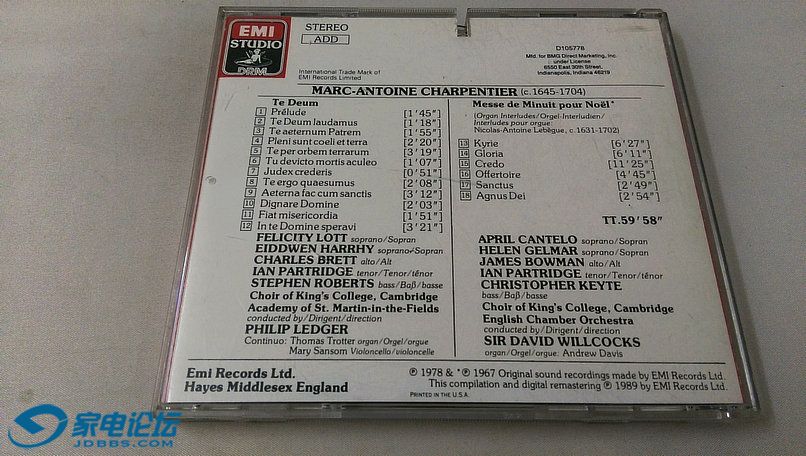 EMI
STUDIO
DRM
STEREO
ADD
International Trade Mark of
EMI Records Limited
D105778
Mfd. for BMG Direct Marketing, Inc.
under License
6550 East 30th Street,
Indianapolis, Indiana 46219
MARC-ANTOINE CHARPENTIER (c.1645-1704)
Te Deum
1 Prélude [1'45"]
2 Te Deum laudamus [1'18"]
3 Te aeternum Patrem [1'55"]
4 Pleni sunt coeli et terra [2'20"]
5 Te per orbem terrarum [3'19"]
6 Tu devicto mortis aculeo [1'07"]
7 Judex crederis [0'51"]
8 Te ergo quaesumus [2'08"]
9 Aeterna fac cum sanctis [3'12"]
10 Dignare Domine [2'03"]
11 Fiat misericordia [1'51"]
12 In te Domine speravi [3'21"]
FELICITY LOTT soprano/Sopran
EIDDWEN HARRHY soprano/Sopran
CHARLES BRETT alto/Alt
IAN PARTRIDGE tenor/Tenor/ténor
STEPHEN ROBERTS bass/Baß/basse
Choir of King's College, Cambridge
Academy of St. Martin-in-the-Fields
conducted by/Dirigent/direction
PHILIP LEDGER
Continuo: Thomas Trotter organ/Orgel/orgue
Mary Sansom Violoncello/violoncelle
Messe de Minuit pour Noël*
(Organ Interludes/Orgel-Interludien/
Interludes pour orgue:
Nicolas-Antoine Lebègue, c.1631-1702)
13 Kyrie [6'27"]
14 Gloria [6'11"]
15 Credo [11'25"]
16 Offertoire [4'45"]
17 Sanctus [2'49"]
18 Agnus Dei [2'54"]
TT.59'58"
APRIL CANTELO soprano/Sopran
HELEN GELMAR soprano/Sopran
JAMES BOWMAN alto/Alt
IAN PARTRIDGE tenor/Tenor/ténor
CHRISTOPHER KEYTE
bass/Baß/basse
Choir of King's College, Cambridge
English Chamber Orchestra
conducted by/Dirigent/direction
SIR DAVID WILLCOCKS
organ/Orgel/orgue: Andrew Davis
Emi Records Ltd.
Hayes Middlesex England
℗ 1978 & *℗ 1967 Original sound recordings made by EMI Records Ltd.
This compilation and digital remastering ℗ 1989 by EMI Records Ltd.
PRINTED IN THE U.S.A.
家电论坛
JDBBS.COM